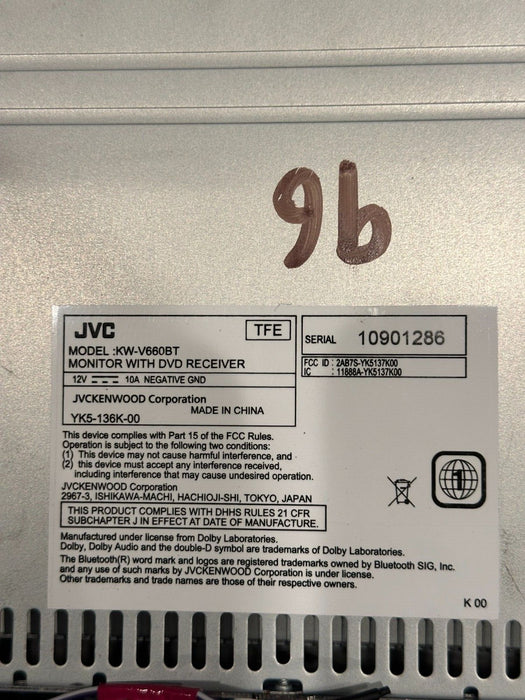 96
JVC
TFE
MODEL :KW-V660BT
MONITOR WITH DVD RECEIVER
12V 10A NEGATIVE GND
JVCKENWOOD Corporation
MADE IN CHINA
YK5-136K-00
SERIAL 10901286
FCC ID : 2AB7S-YK5137K00
IC : 11888A-YK5137K00
This device complies with Part 15 of the FCC Rules.
Operation is subject to the following two conditions:
(1) This device may not cause harmful interference, and
(2) this device must accept any interference received,
including interference that may cause undesired operation.
JVCKENWOOD Corporation
2967-3, ISHIKAWA-MACHI, HACHIOJI-SHI, TOKYO, JAPAN
THIS PRODUCT COMPLIES WITH DHHS RULES 21 CFR
SUBCHAPTER J IN EFFECT AT DATE OF MANUFACTURE.
1
Manufactured under license from Dolby Laboratories.
Dolby, Dolby Audio and the double-D symbol are trademarks of Dolby Laboratories.
The Bluetooth(R) word mark and logos are registered trademarks owned by Bluetooth SIG, Inc.
and any use of such marks by JVCKENWOOD Corporation is under license.
Other trademarks and trade names are those of their respective owners.
K 00